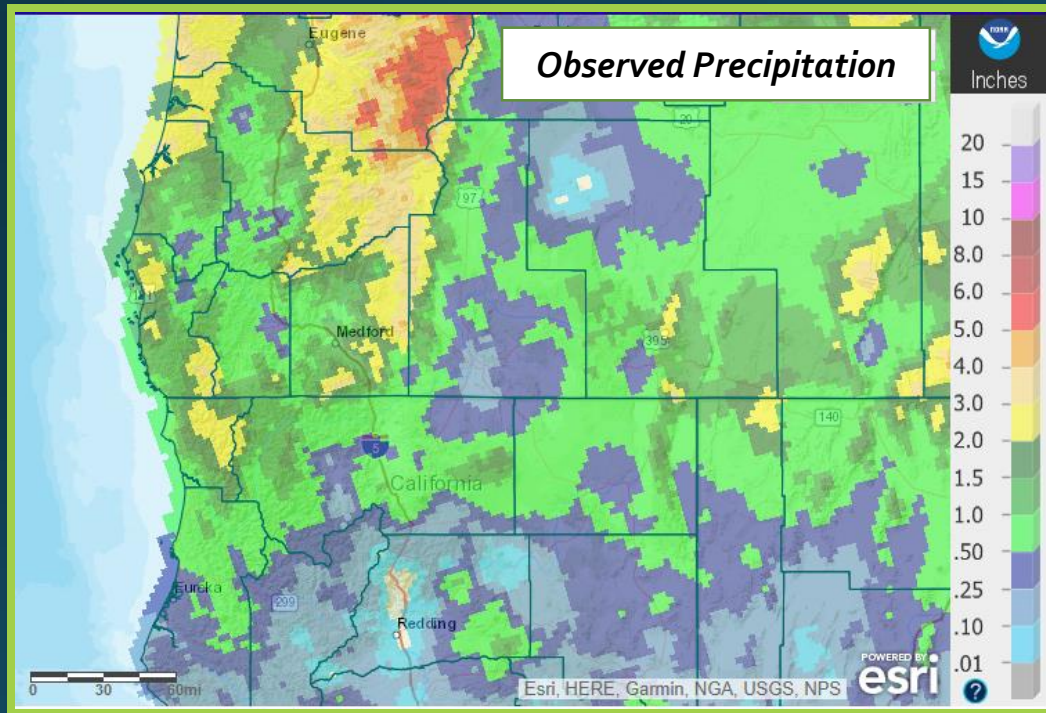 Observed Precipitation
NOAA
Inches
20
15
10
8.0
6.0
5.0
4.0
3.0
2.0
1.5
1.0
.50
.25
.10
.01
?
Eugene
20
97
101
Medford
395
140
5
California
Eureka
299
Redding
0 30 60mi
Esri, HERE, Garmin, NGA, USGS, NPS
POWERED BY
esri